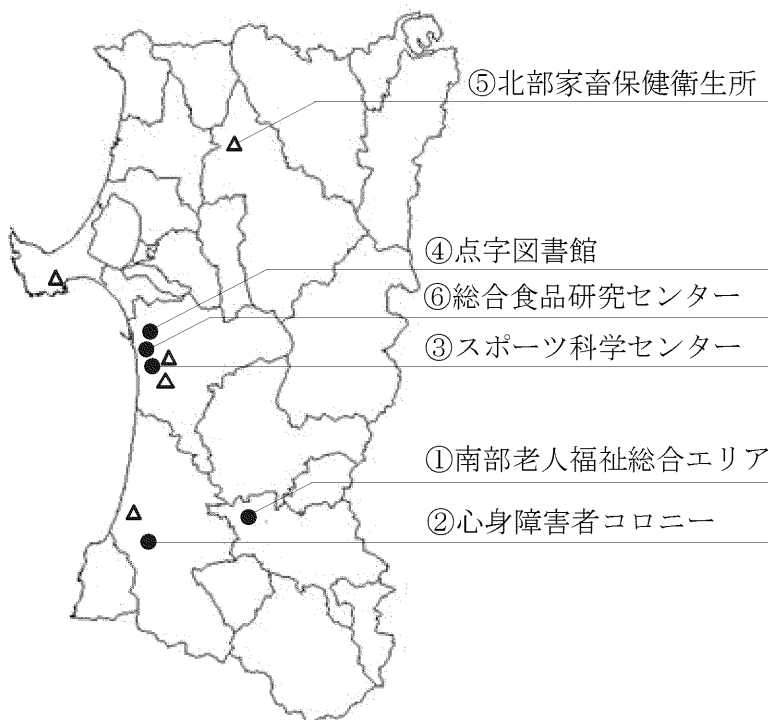 ⑤北部家畜保健衛生所
④点字図書館
⑥総合食品研究センター
③スポーツ科学センター
①南部老人福祉総合エリア
②心身障害者コロニー